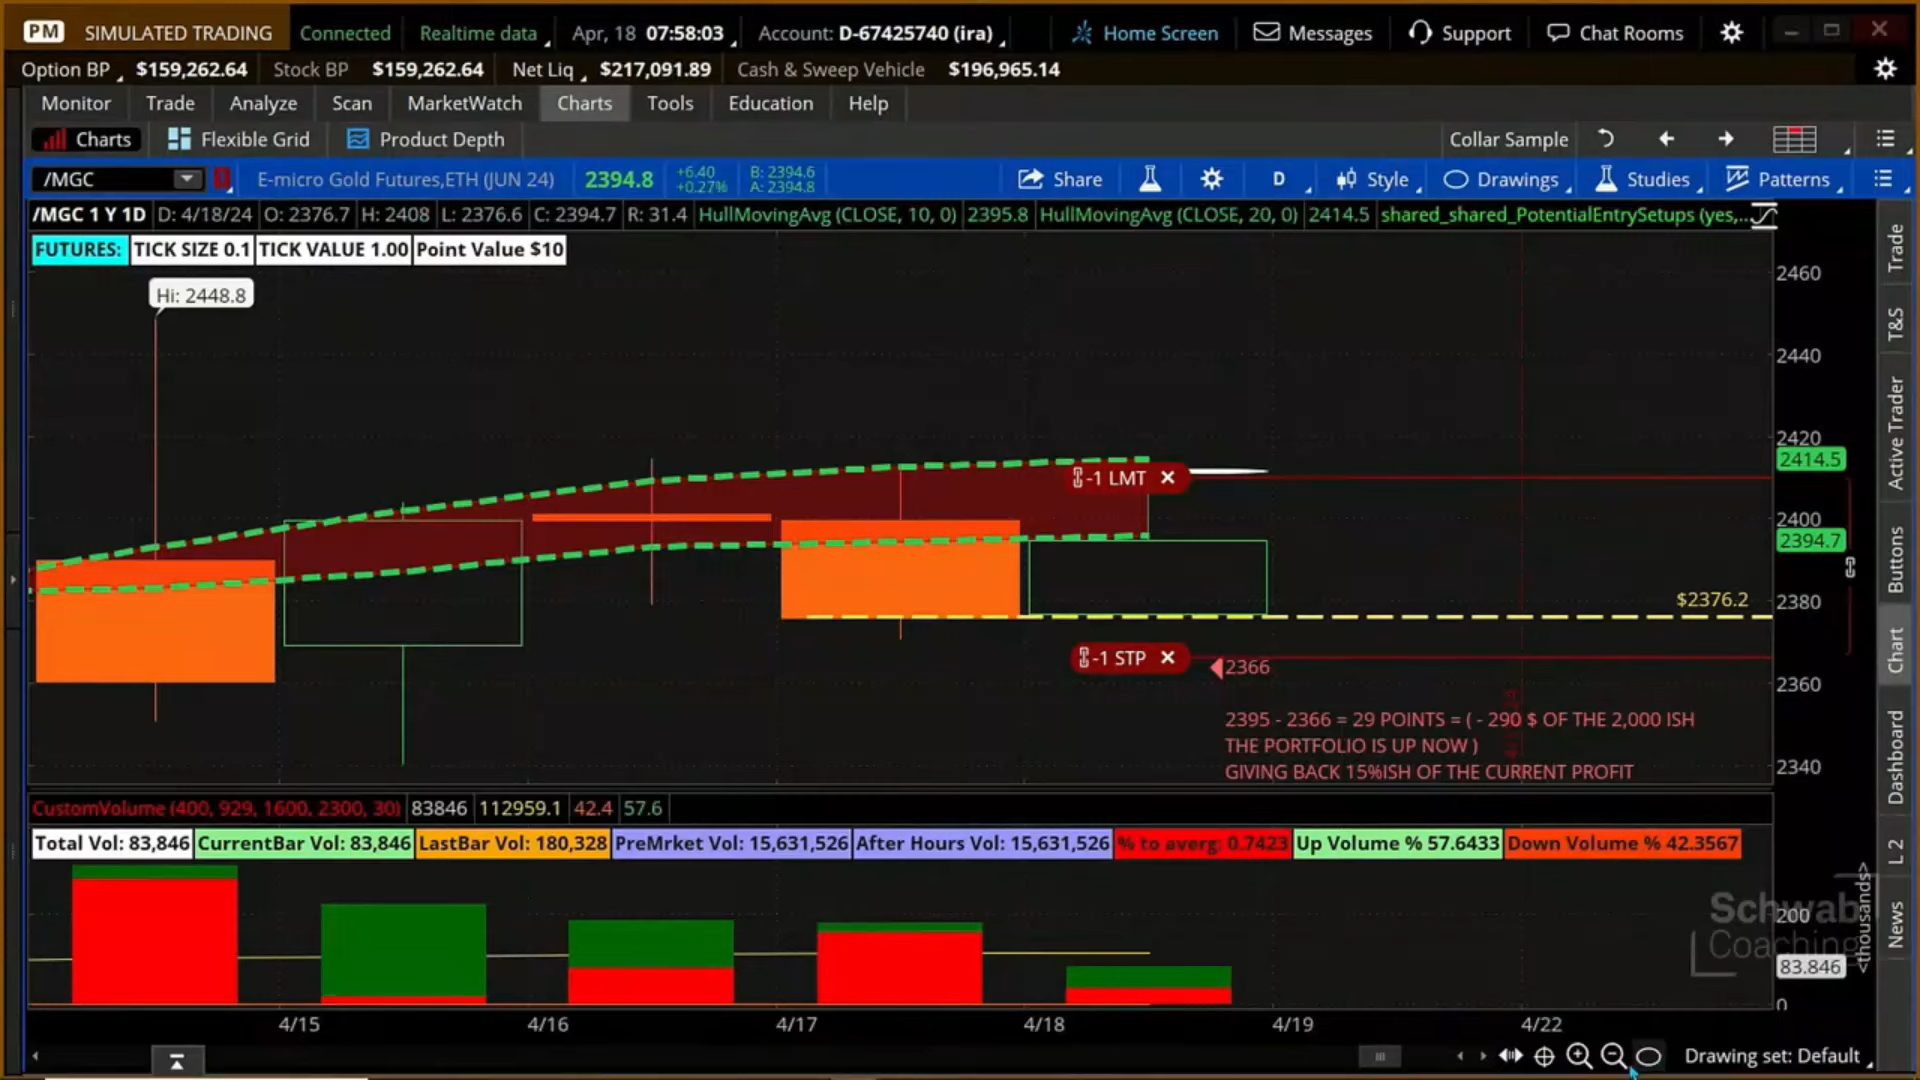 PM SIMULATED TRADING Connected Realtime data Apr, 18 07:58:03 Account: D-67425740 (ira) Home Screen Messages Support Chat Rooms
Option BP $159,262.64 Stock BP $159,262.64 Net Liq $217,091.89 Cash & Sweep Vehicle $196,965.14
Monitor Trade Analyze Scan MarketWatch Charts Tools Education Help
Charts Flexible Grid Product Depth Collar Sample
/MGC E-micro Gold Futures,ETH (JUN 24) 2394.8 +6.40 B: 2394.6 Share D Style Drawings Studies Patterns
+0.27% A: 2394.8
/MGC 1 Y 1D D: 4/18/24 O: 2376.7 H: 2408 L: 2376.6 C: 2394.7 R: 31.4 HullMovingAvg (CLOSE, 10, 0) 2395.8 HullMovingAvg (CLOSE, 20, 0) 2414.5 shared_shared_PotentialEntrySetups (yes,...
FUTURES: TICK SIZE 0.1 TICK VALUE 1.00 Point Value $10
Hi: 2448.8
2460
2440
2420
2414.5
-1 LMT
2400
2394.7
$2376.2
2380
-1 STP
2366
2360
2395 - 2366 = 29 POINTS = ( - 290 $ OF THE 2,000 ISH
THE PORTFOLIO IS UP NOW )
GIVING BACK 15%ISH OF THE CURRENT PROFIT
2340
CustomVolume (400, 929, 1600, 2300, 30) 83846 112959.1 42.4 57.6
Total Vol: 83,846 CurrentBar Vol: 83,846 LastBar Vol: 180,328 PreMrket Vol: 15,631,526 After Hours Vol: 15,631,526 % to averg: 0.7423 Up Volume % 57.6433 Down Volume % 42.3567
Schwab
Coaching
200
83.846
0
<thousands>
4/15 4/16 4/17 4/18 4/19 4/22
Drawing set: Default
Trade
T&S
Active Trader
Buttons
Chart
Dashboard
L 2
News